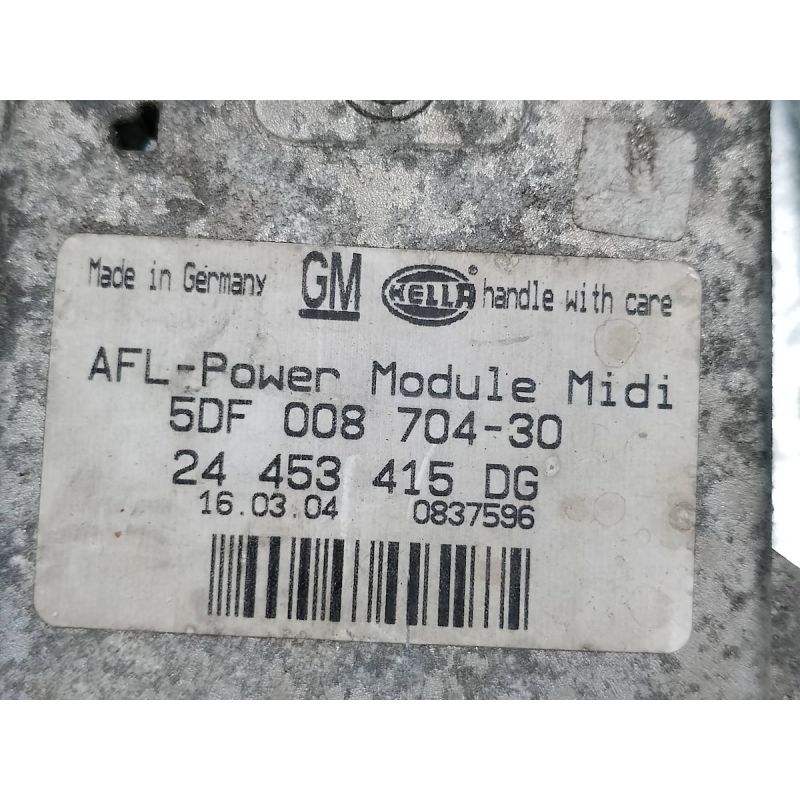 Made in Germany GM HELLA® handle with care
AFL-Power Module Midi
5DF 008 704-30
24 453 415 DG
16.03.04 0837596